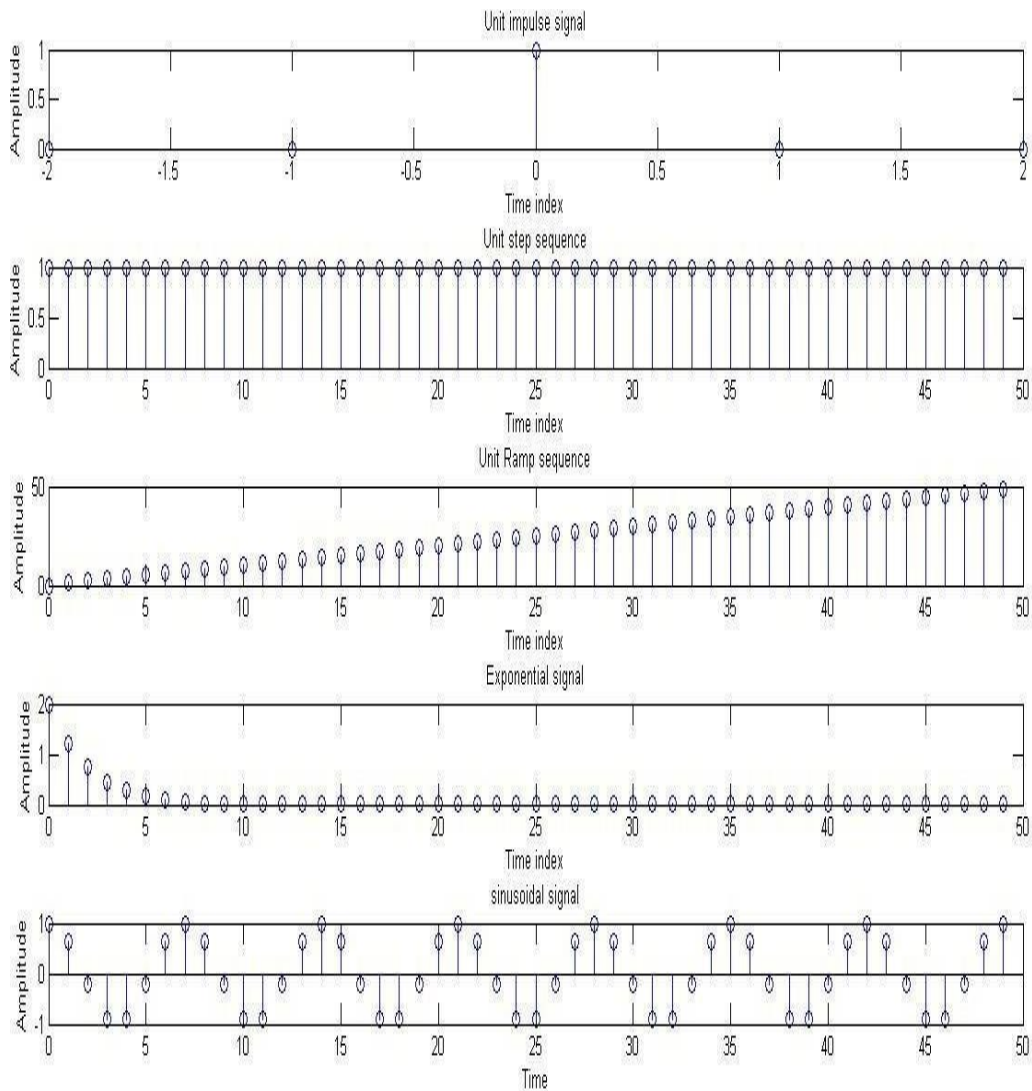 Unit impulse signal
Amplitude
1
0.5
0
-2 -1.5 -1 -0.5 0 0.5 1 1.5 2
Time index
Unit step sequence
Amplitude
1
0.5
0
0 5 10 15 20 25 30 35 40 45 50
Time index
Unit Ramp sequence
Amplitude
50
0
0 5 10 15 20 25 30 35 40 45 50
Time index
Exponential signal
Amplitude
2
1
0
0 5 10 15 20 25 30 35 40 45 50
Time index
sinusoidal signal
Amplitude
1
0
-1
0 5 10 15 20 25 30 35 40 45 50
Time